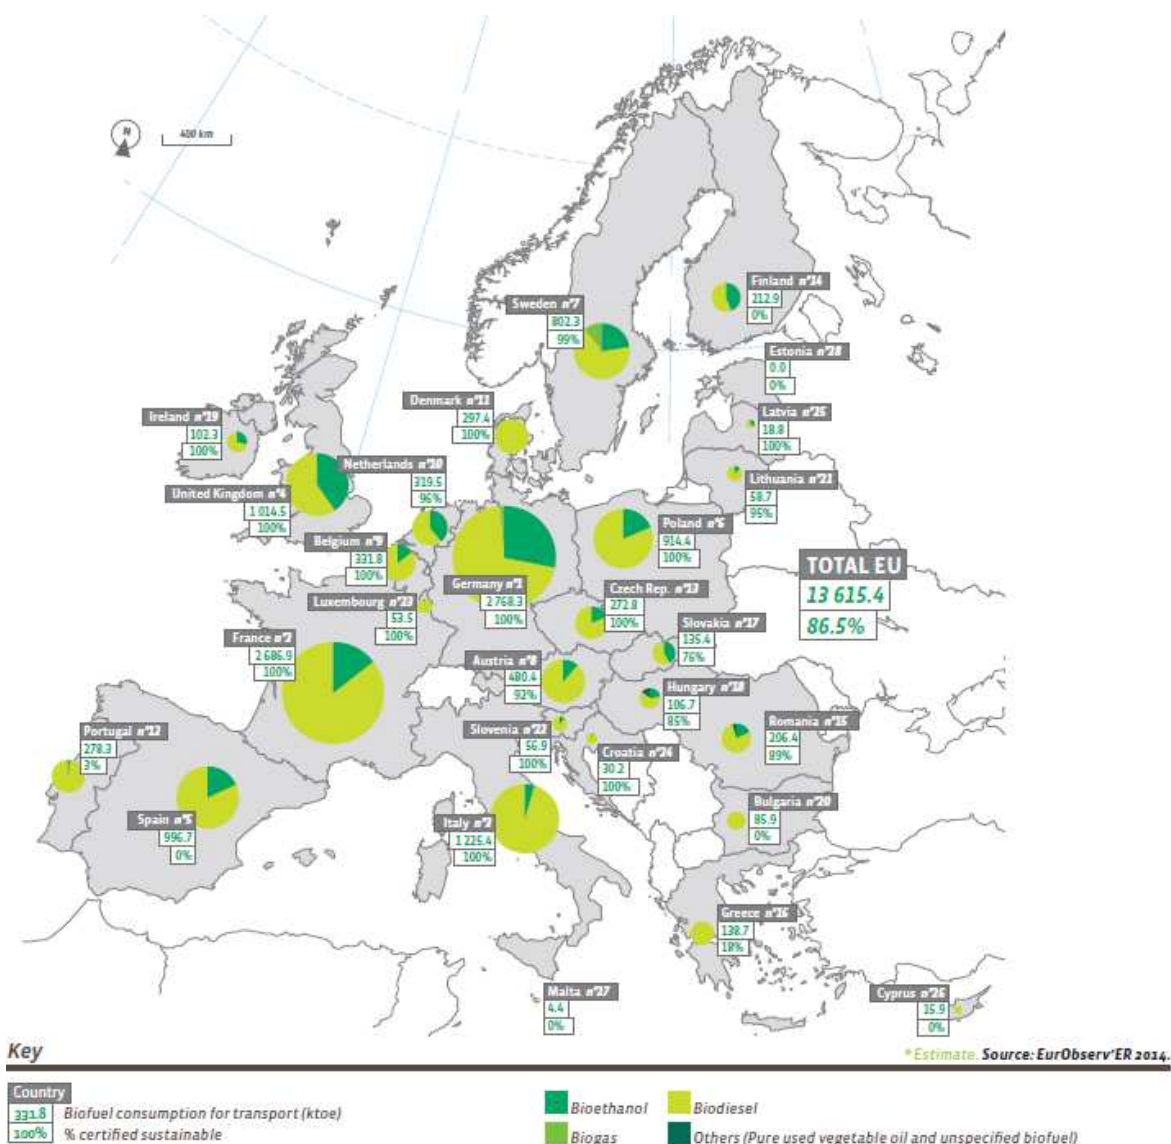 N
400 km
Finland n°14
212.9
0%
Sweden n°7
802.3
99%
Estonia n°28
0.0
0%
Denmark n°11
297.4
100%
Latvia n°25
18.8
100%
Ireland n°19
102.3
100%
Netherlands n°10
319.5
96%
Lithuania n°21
58.7
95%
United Kingdom n°4
1 014.5
100%
Poland n°6
914.4
100%
Belgium n°9
331.8
100%
TOTAL EU
13 615.4
86.5%
Germany n°1
2 768.3
100%
Czech Rep. n°13
272.8
100%
Luxembourg n°23
53.5
100%
Slovakia n°17
135.4
76%
France n°2
2 686.9
100%
Austria n°8
480.4
92%
Hungary n°18
106.7
85%
Romania n°15
206.4
89%
Portugal n°12
278.3
3%
Slovenia n°22
56.9
100%
Croatia n°24
30.2
100%
Bulgaria n°20
85.9
0%
Spain n°5
996.7
0%
Italy n°3
1 225.4
100%
Greece n°16
138.7
18%
Malta n°27
4.4
0%
Cyprus n°26
15.9
0%
Key
* Estimate. Source: EurObserv'ER 2014.
Country
331.8 Biofuel consumption for transport (ktoe)
100% % certified sustainable
Bioethanol
Biodiesel
Biogas
Others (Pure used vegetable oil and unspecified biofuel)